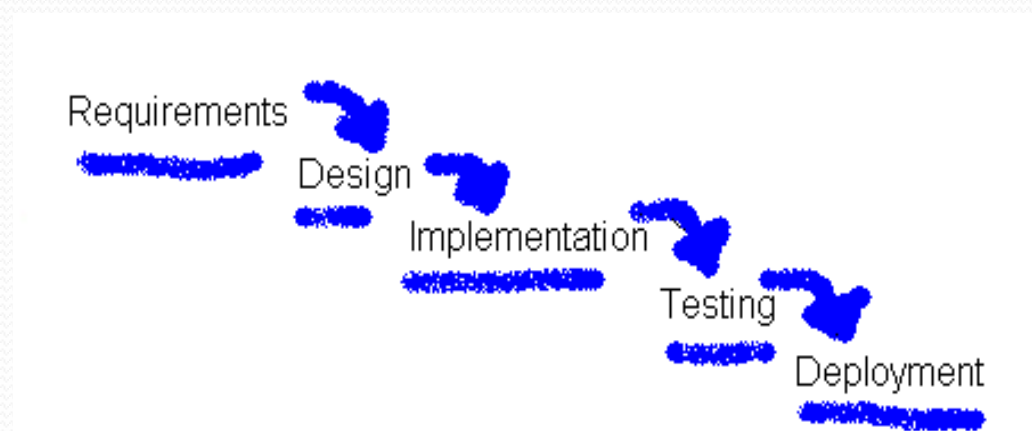 Requirements
Design
Implementation
Testing
Deployment